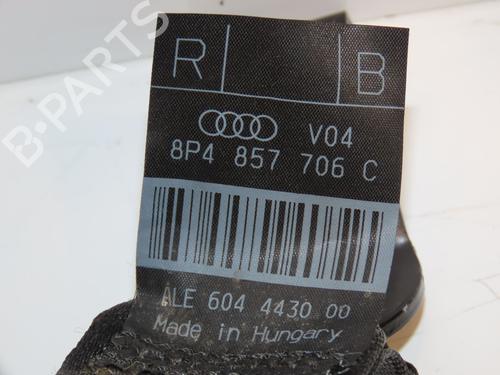 R B
V04
8P4 857 706 C
ALE 604 4430 00
Made in Hungary
B-PARTS